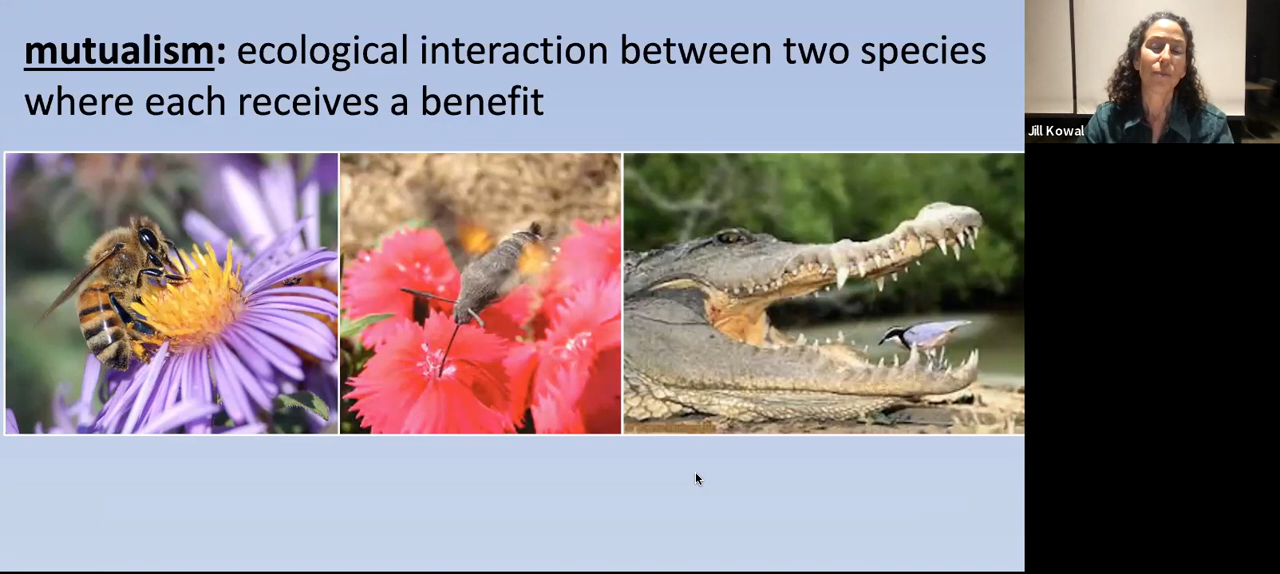 mutualism: ecological interaction between two species
where each receives a benefit
Jill Kowal